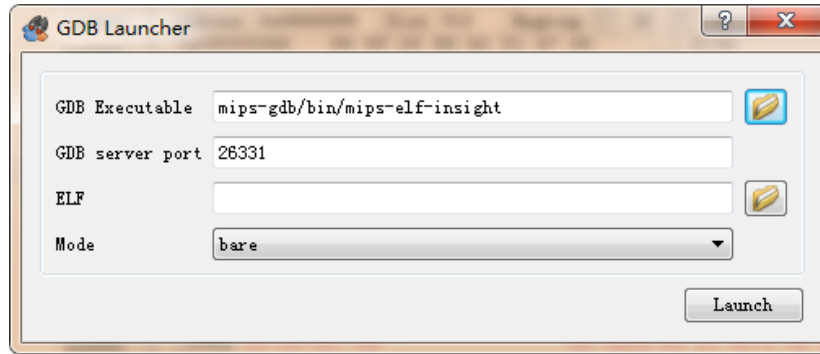 GDB Launcher
GDB Executable mips-gdb/bin/mips-elf-insight
GDB server port 26331
ELF
Mode bare
Launch